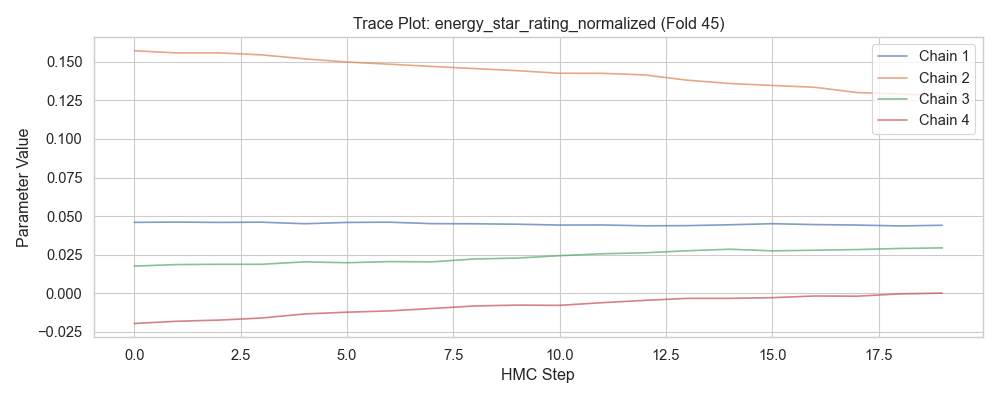 Trace Plot: energy_star_rating_normalized (Fold 45)
Parameter Value
0.150
0.125
0.100
0.075
0.050
0.025
0.000
−0.025
Chain 1
Chain 2
Chain 3
Chain 4
0.0 2.5 5.0 7.5 10.0 12.5 15.0 17.5
HMC Step